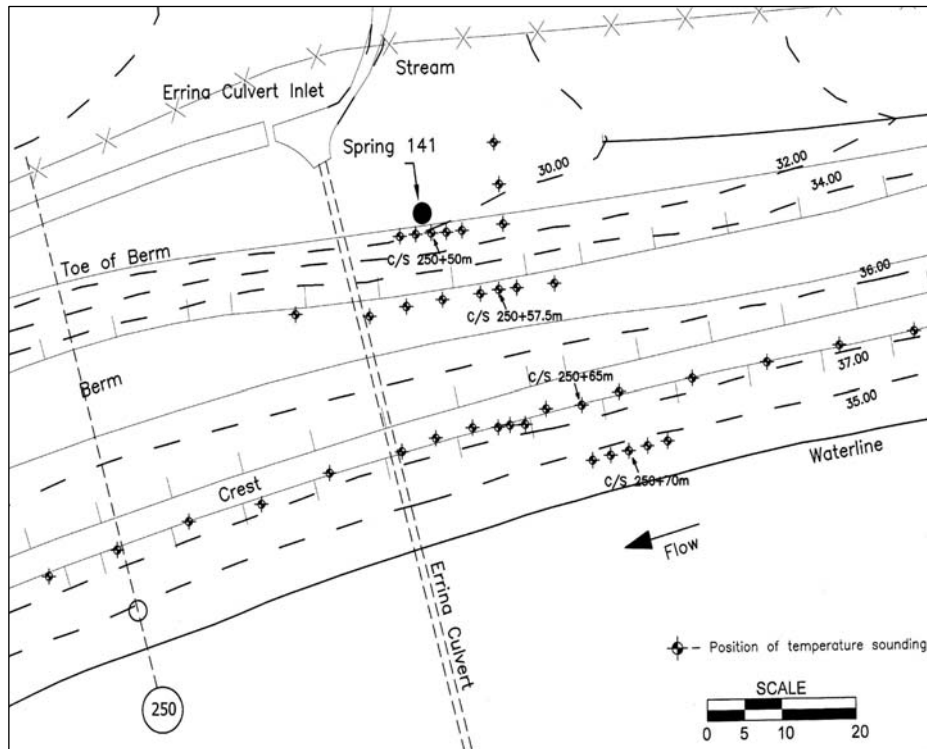 Stream
Errina Culvert Inlet
Spring 141
30.00
32.00
34.00
C/S 250+50m
Toe of Berm
36.00
C/S 250+57.5m
C/S 250+65m
37.00
Berm
35.00
Crest
C/S 250+70m
Waterline
Flow
Errina Culvert
Position of temperature sounding
250
SCALE
0 5 10 20